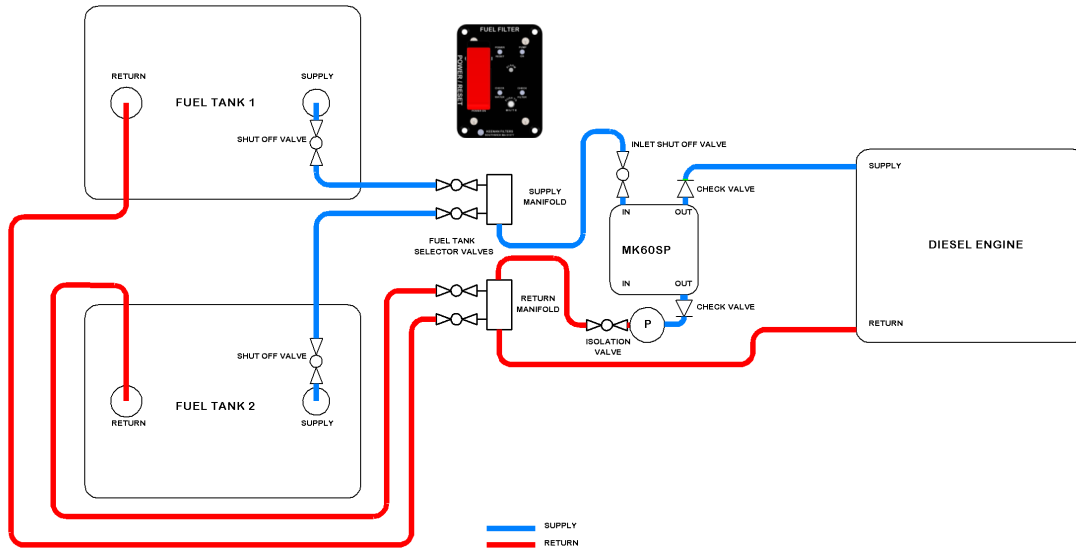 FUEL FILTER
POWER / RESET
RETURN
SUPPLY
FUEL TANK 1
SHUT OFF VALVE
INLET SHUT OFF VALVE
SUPPLY
SUPPLY
MANIFOLD
CHECK VALVE
IN
OUT
MK60SP
IN
OUT
DIESEL ENGINE
FUEL TANK
SELECTOR VALVES
RETURN
MANIFOLD
CHECK VALVE
P
ISOLATION
VALVE
RETURN
SHUT OFF VALVE
FUEL TANK 2
RETURN
SUPPLY
SUPPLY
RETURN